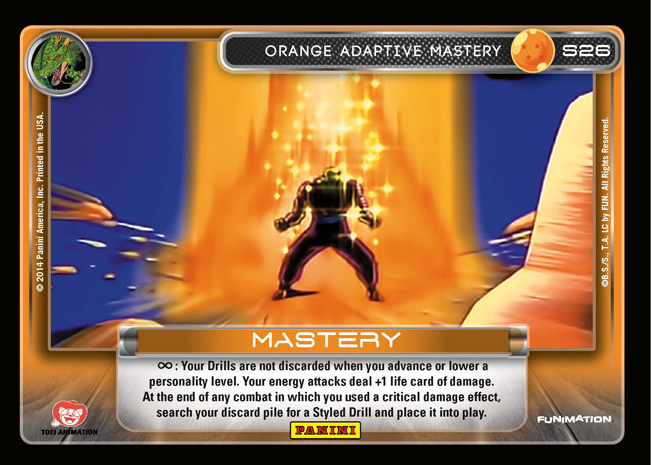 ORANGE ADAPTIVE MASTERY
S26
© 2014 Panini America, Inc. Printed in the USA.
©B.S./S., T.A. LC by FUN. All Rights Reserved.
MASTERY
∞ : Your Drills are not discarded when you advance or lower a
personality level. Your energy attacks deal +1 life card of damage.
At the end of any combat in which you used a critical damage effect,
search your discard pile for a Styled Drill and place it into play.
TOEI ANIMATION
PANINI
FUNIMATION